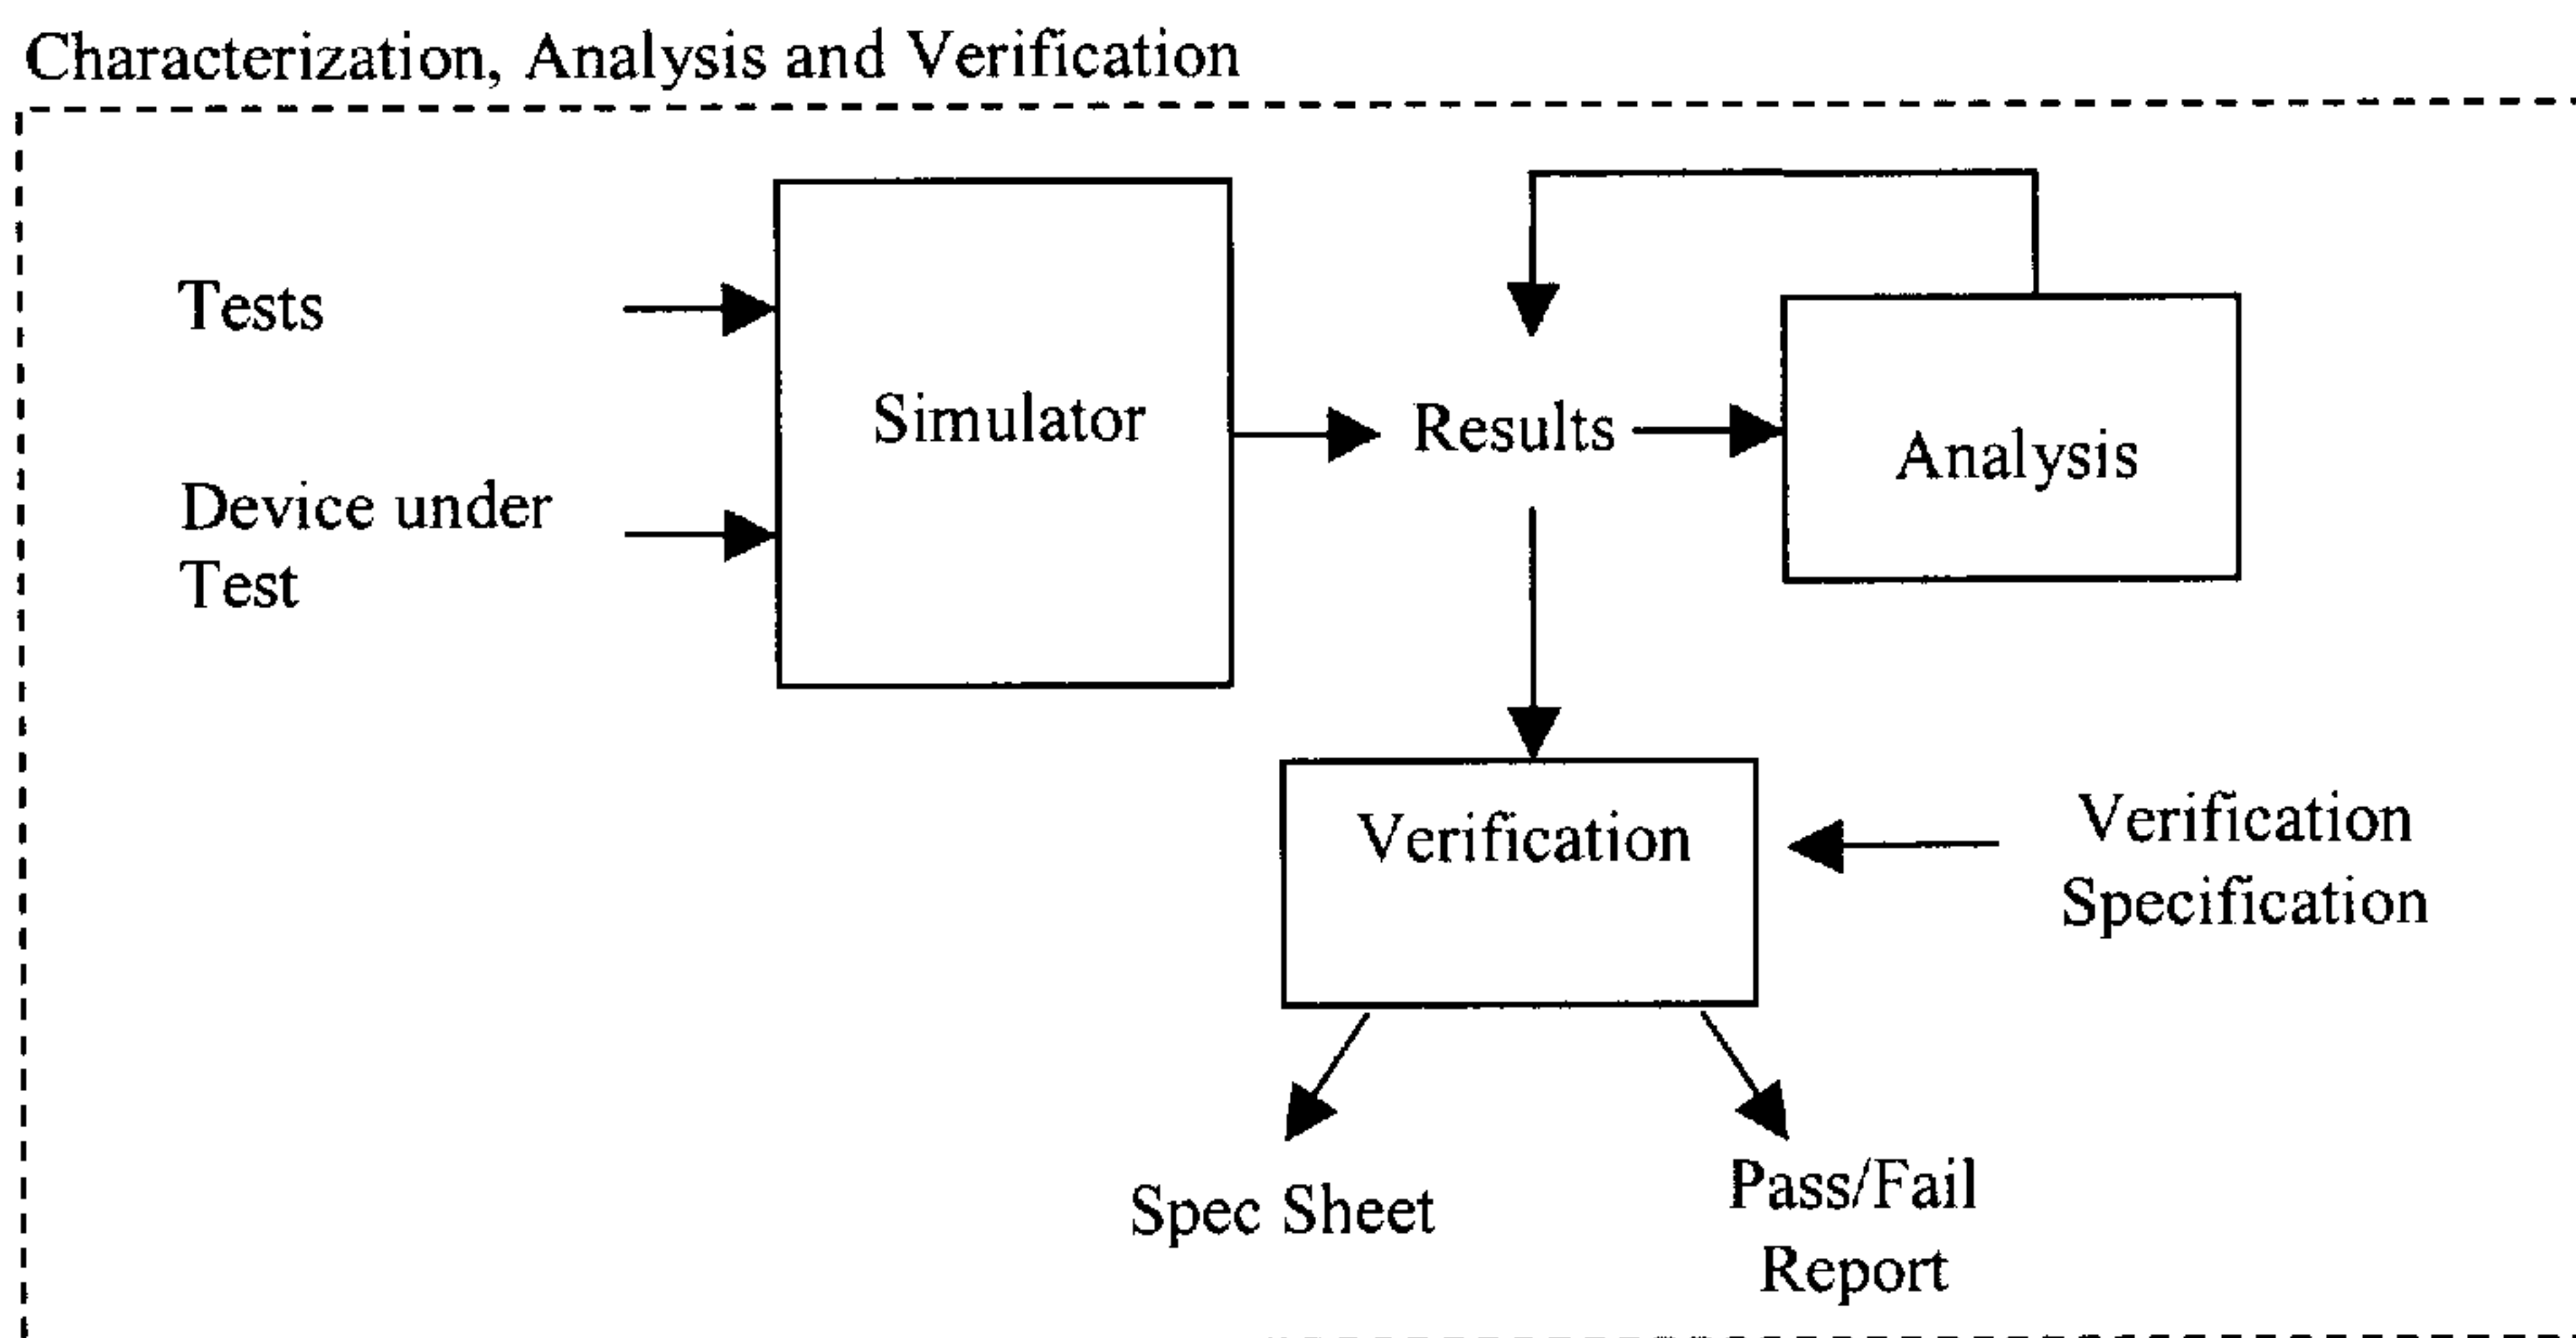 Characterization, Analysis and Verification
Tests
Simulator
Results
Analysis
Device under
Test
Verification
Verification
Specification
Spec Sheet
Pass/Fail
Report